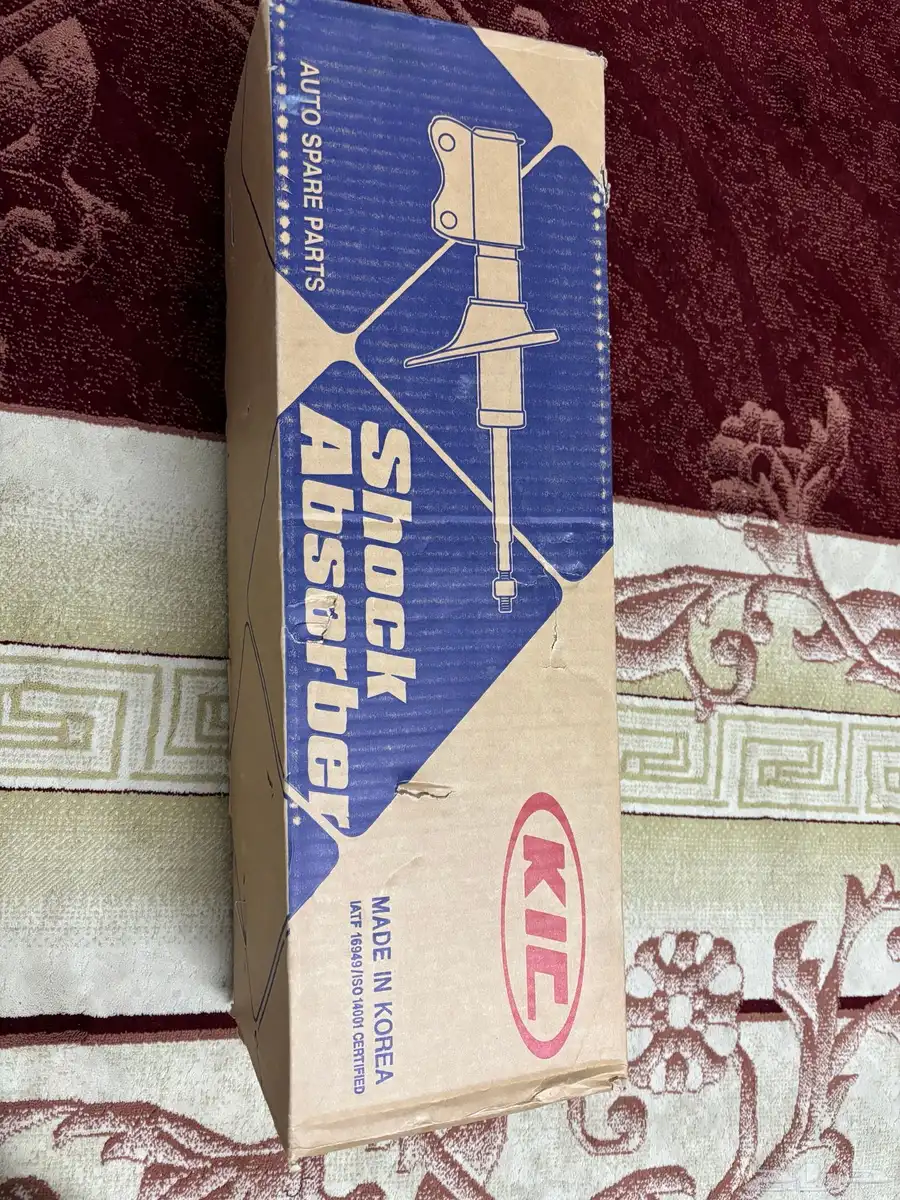 AUTO SPARE PARTS
Shock
Absorber
KIC
MADE IN KOREA
IATF 16949/ISO 14001 CERTIFIED